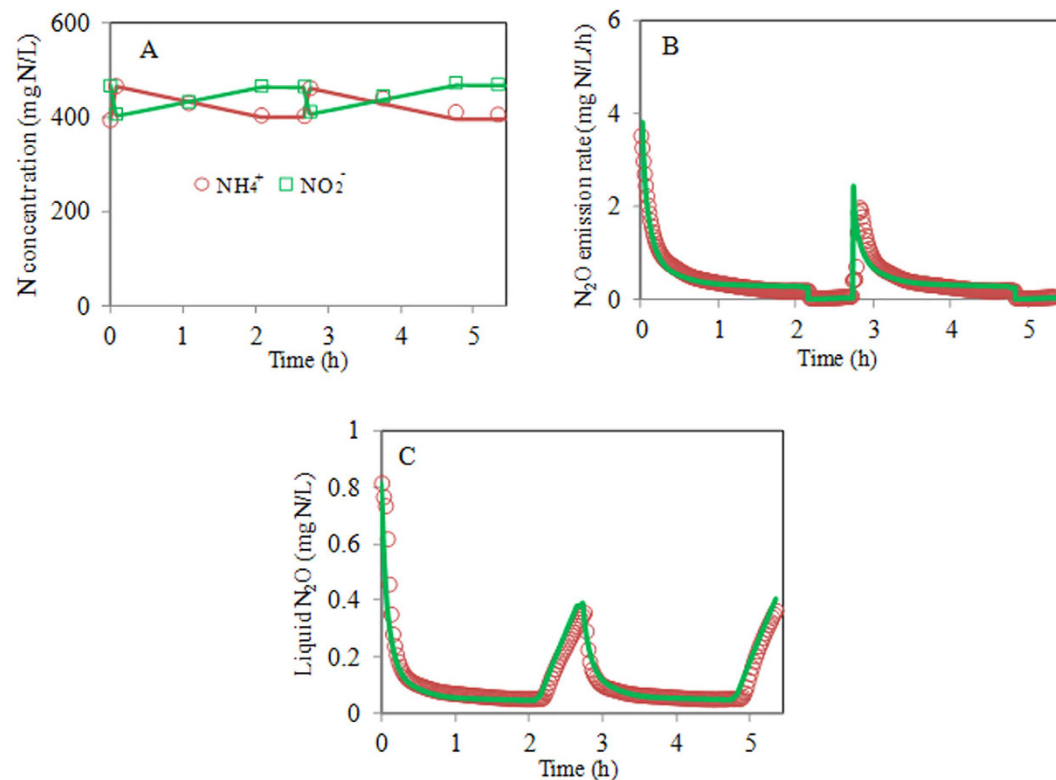 A
N concentration (mg N/L)
600
400
200
0
NH₄⁺ NO₂⁻
0 1 2 3 4 5
Time (h)
B
N₂O emission rate (mg N/L/h)
6
4
2
0
0 1 2 3 4 5
Time (h)
C
Liquid N₂O (mg N/L)
1
0.8
0.6
0.4
0.2
0
0 1 2 3 4 5
Time (h)